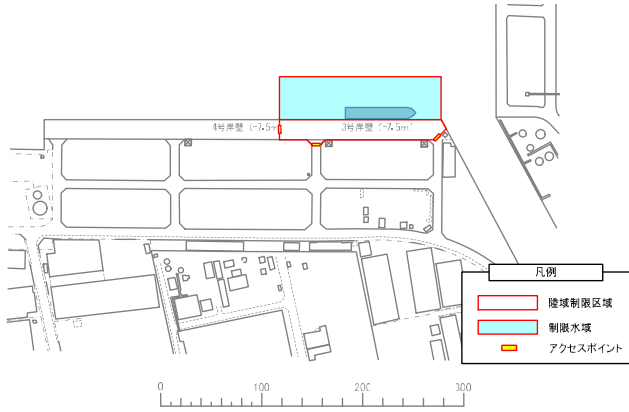 4号岸壁 (-7.5m)
3号岸壁 (-7.5m)
凡例
陸域制限区域
制限水域
アクセスポイント
0 100 200 300